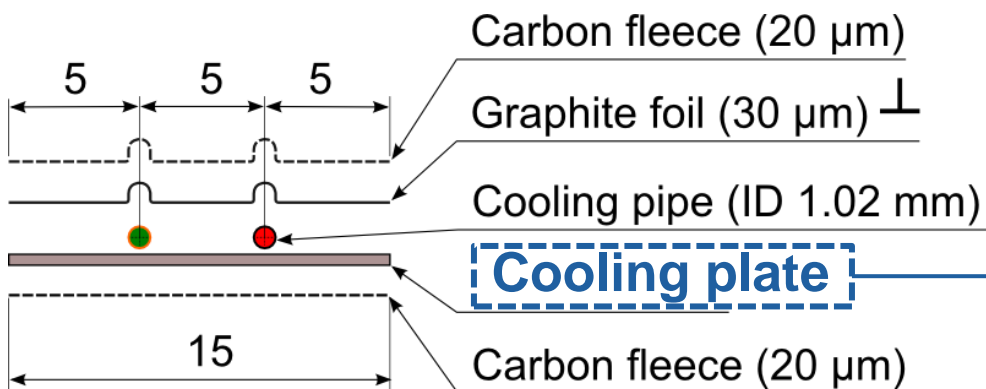 Carbon fleece (20 µm)
5 5 5
Graphite foil (30 µm) ⊥
Cooling pipe (ID 1.02 mm)
Cooling plate
15
Carbon fleece (20 µm)